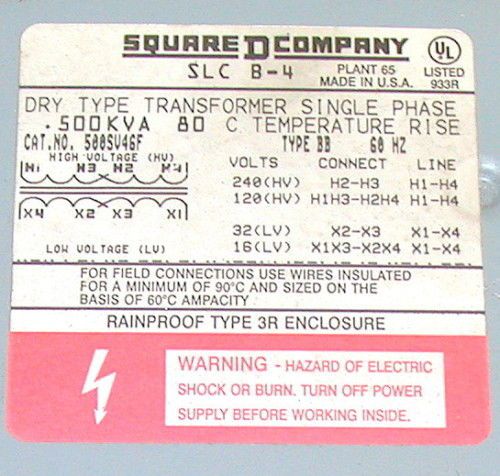 SQUARE D COMPANY
SLC B-4
PLANT 65
MADE IN U.S.A.
UL
LISTED
933R
DRY TYPE TRANSFORMER SINGLE PHASE
.500KVA 80 C TEMPERATURE RISE
CAT.NO. 500SV46F TYPE BB 60 HZ
HIGH VOLTAGE (HV)
H1 H3 H2 H4
X4 X2 X3 X1
LOW VOLTAGE (LV)
VOLTS CONNECT LINE
240(HV) H2-H3 H1-H4
120(HV) H1H3-H2H4 H1-H4
32(LV) X2-X3 X1-X4
16(LV) X1X3-X2X4 X1-X4
FOR FIELD CONNECTIONS USE WIRES INSULATED
FOR A MINIMUM OF 90°C AND SIZED ON THE
BASIS OF 60°C AMPACITY
RAINPROOF TYPE 3R ENCLOSURE
WARNING - HAZARD OF ELECTRIC
SHOCK OR BURN. TURN OFF POWER
SUPPLY BEFORE WORKING INSIDE.